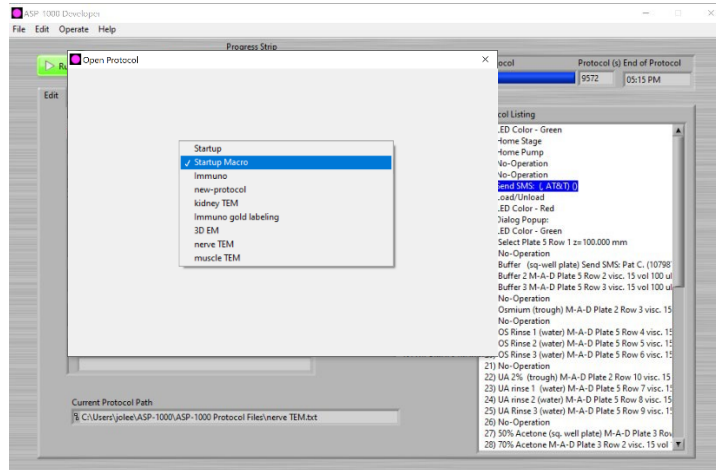 ASP-1000 Developer
File Edit Operate Help
Progress Strip
Open Protocol
Protocol (s) End of Protocol
9572 05:15 PM
Edit
Startup
Startup Macro
Immuno
new-protocol
kidney TEM
Immuno gold labeling
3D EM
nerve TEM
muscle TEM
col Listing
LED Color - Green
Home Stage
Home Pump
No-Operation
No-Operation
Send SMS: (, AT&T) ()
Load/Unload
LED Color - Red
Dialog Popup:
LED Color - Green
Select Plate 5 Row 1 z=100.000 mm
No-Operation
Buffer (sq-well plate) Send SMS: Pat C. (10798
Buffer 2 M-A-D Plate 5 Row 2 visc. 15 vol 100 ul
Buffer 3 M-A-D Plate 5 Row 3 visc. 15 vol 100 ul
No-Operation
Osmium (trough) M-A-D Plate 2 Row 3 visc. 15
No-Operation
OS Rinse 1 (water) M-A-D Plate 5 Row 4 visc. 15
OS Rinse 2 (water) M-A-D Plate 5 Row 5 visc. 15
OS Rinse 3 (water) M-A-D Plate 5 Row 6 visc. 15
21) No-Operation
22) UA 2% (trough) M-A-D Plate 2 Row 10 visc. 15
23) UA rinse 1 (water) M-A-D Plate 5 Row 7 visc. 15
24) UA rinse 2 (water) M-A-D Plate 5 Row 8 visc. 15
25) UA Rinse 3 (water) M-A-D Plate 5 Row 9 visc. 15
26) No-Operation
27) 50% Acetone (sq. well plate) M-A-D Plate 3 Rov
28) 70% Acetone M-A-D Plate 3 Row 2 visc. 15 vol
Current Protocol Path
C:\Users\jolee\ASP-1000\ASP-1000 Protocol Files\nerve TEM.txt